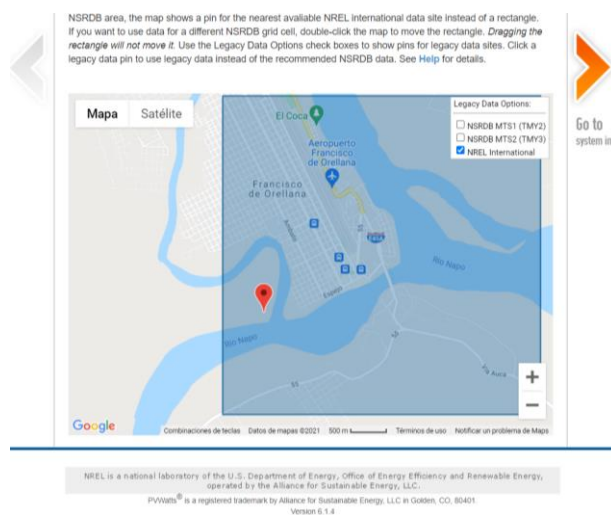 NSRDB area, the map shows a pin for the nearest available NREL International data site instead of a rectangle.
If you want to use data for a different NSRDB grid cell, double-click the map to move the rectangle. Dragging the
rectangle will not move it. Use the Legacy Data Options check boxes to show pins for legacy data sites. Click a
legacy data pin to use legacy data instead of the recommended NSRDB data. See Help for details.
Go to
system in
Mapa Satélite
Legacy Data Options:
NSRDB MTS1 (TMY2)
NSRDB MTS2 (TMY3)
NREL International
El Coca
Aeropuerto
Francisco
de Orellana
Francisco
de Orellana
Ambato
Espejo
Rio Napo
Rio Napo
Vía Auca
Google
Combinaciones de teclas Datos de mapas ©2021 500 m Términos de uso Notificar un problema de Maps
NREL is a national laboratory of the U.S. Department of Energy, Office of Energy Efficiency and Renewable Energy,
operated by the Alliance for Sustainable Energy, LLC.
PVWatts® is a registered trademark by Alliance for Sustainable Energy, LLC in Golden, CO, 80401.
Version 6.1.4